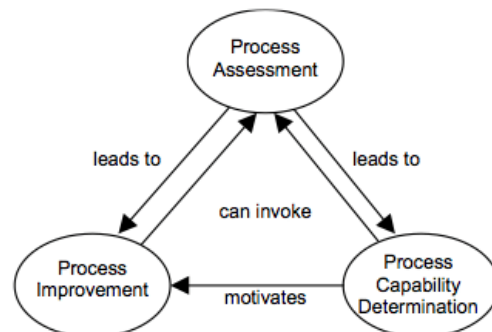 Process
Assessment
leads to
leads to
can invoke
Process
Improvement
motivates
Process
Capability
Determination